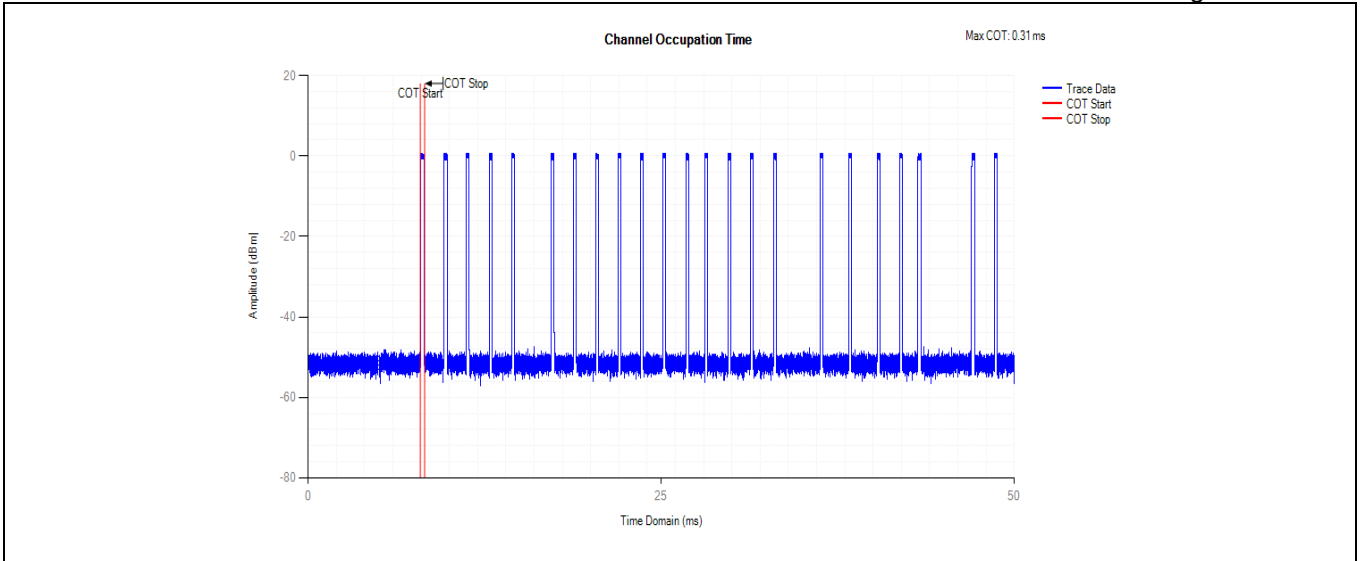 Channel Occupation Time
Max COT: 0.31 ms
COT Start
COT Stop
Trace Data
COT Start
COT Stop
Amplitude (dBm)
20
0
-20
-40
-60
-80
0
25
50
Time Domain (ms)